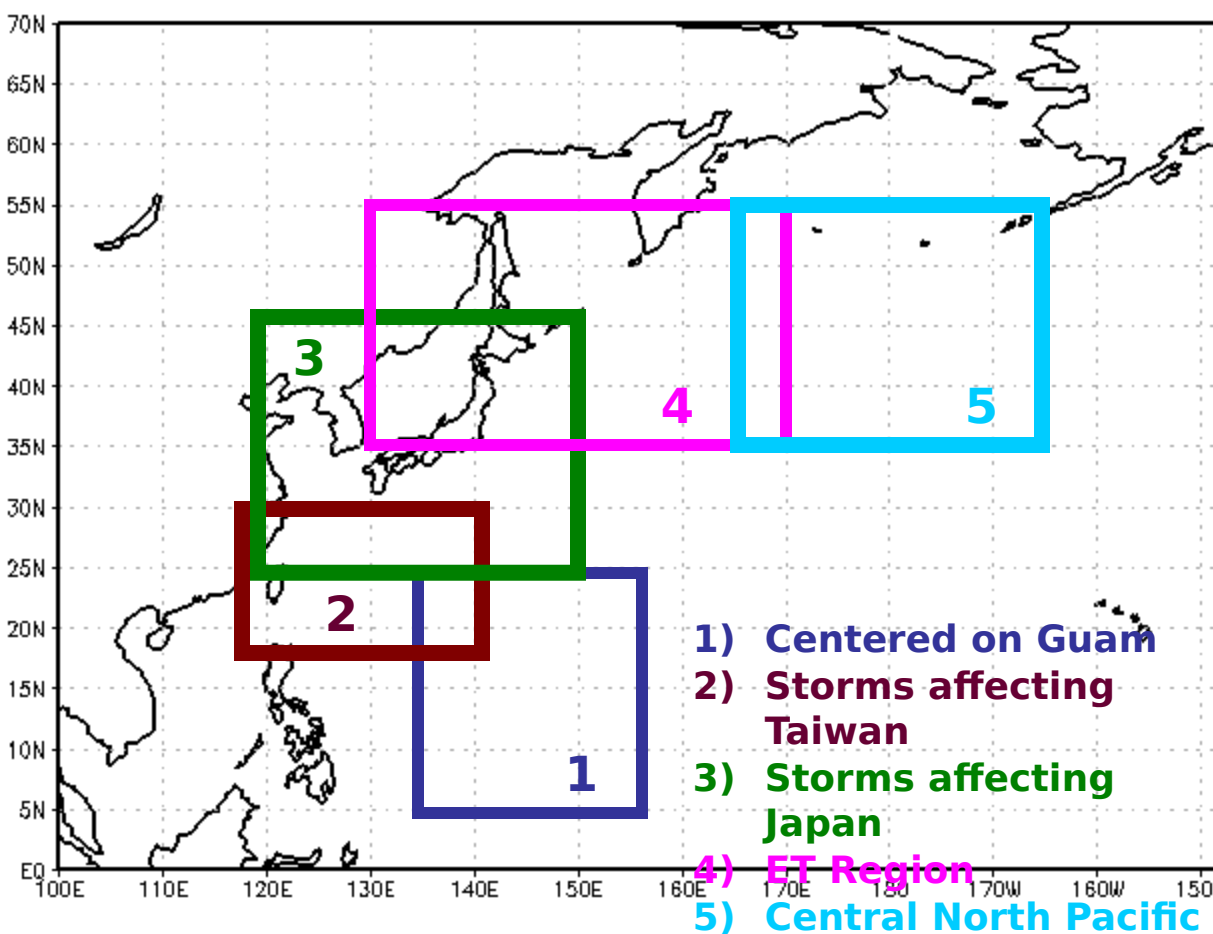 70N
65N
60N
55N
50N
45N
40N
35N
30N
25N
20N
15N
10N
5N
EQ
100E 110E 120E 130E 140E 150E 160E 170E 180 170W 160W 150
3
4
5
2
1
1) Centered on Guam
2) Storms affecting
Taiwan
3) Storms affecting
Japan
4) ET Region
5) Central North Pacific